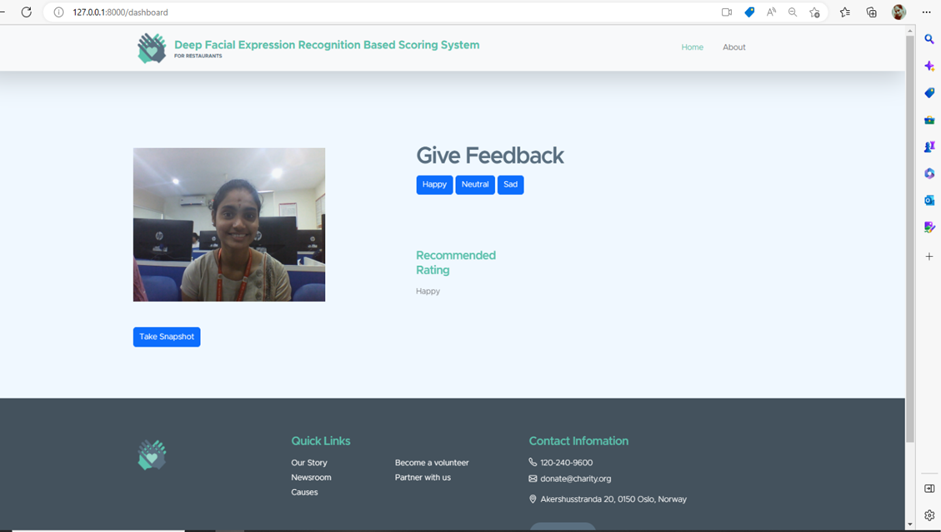 127.0.0.1:8000/dashboard
Deep Facial Expression Recognition Based Scoring System
FOR RESTAURANTS
Home
About
Give Feedback
Happy
Neutral
Sad
Recommended
Rating
Happy
Take Snapshot
Quick Links
Our Story
Newsroom
Causes
Become a volunteer
Partner with us
Contact Infomation
120-240-9600
donate@charity.org
Akershusstranda 20, 0150 Oslo, Norway